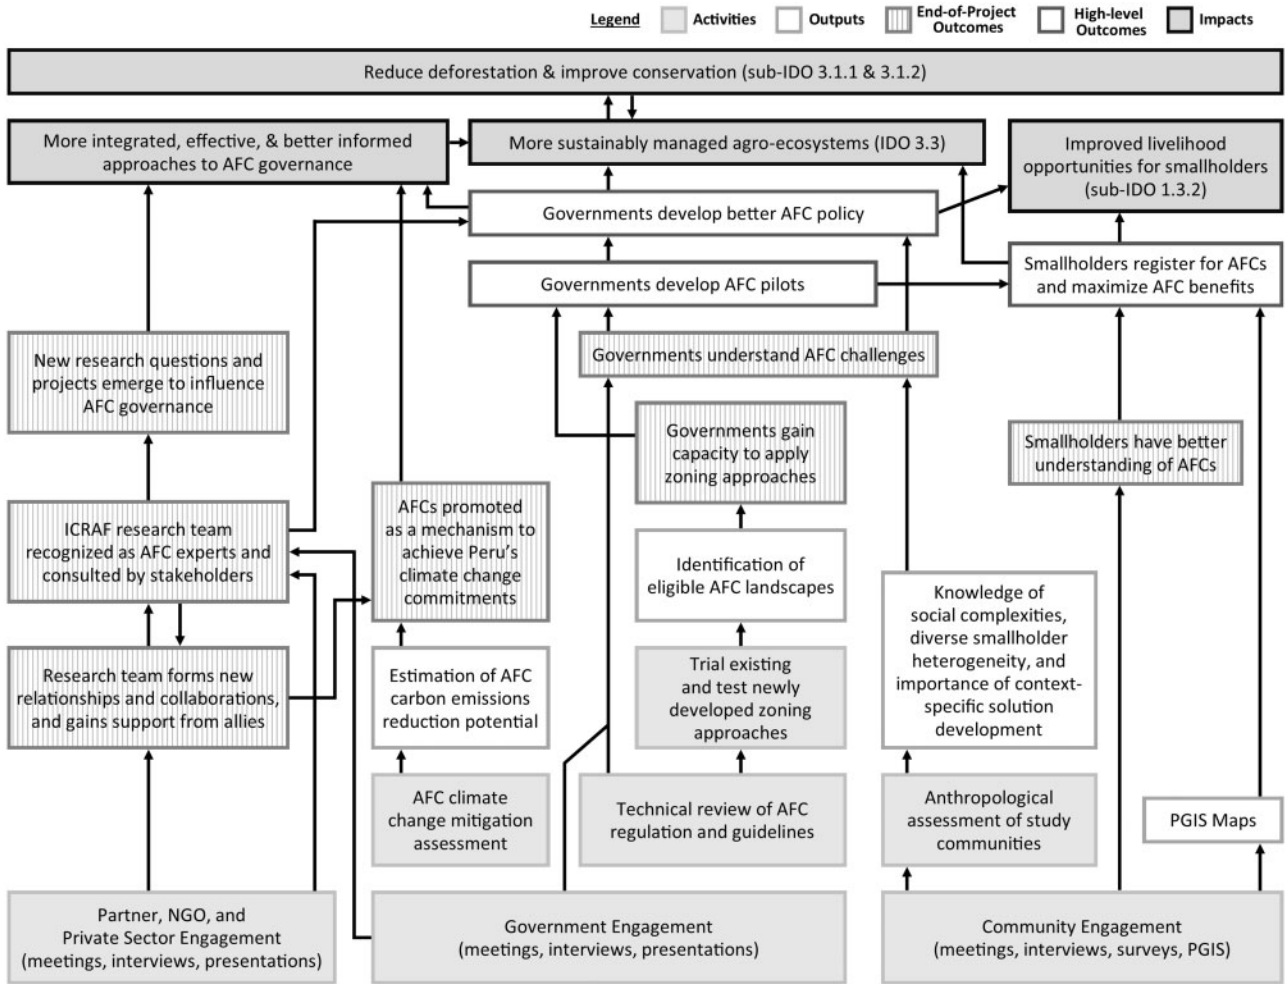 Legend
Activities
Outputs
End-of-Project
Outcomes
High-level
Outcomes
Impacts
Reduce deforestation & improve conservation (sub-IDO 3.1.1 & 3.1.2)
More integrated, effective, & better informed
approaches to AFC governance
More sustainably managed agro-ecosystems (IDO 3.3)
Improved livelihood
opportunities for smallholders
(sub-IDO 1.3.2)
Governments develop better AFC policy
Governments develop AFC pilots
Smallholders register for AFCs
and maximize AFC benefits
New research questions and
projects emerge to influence
AFC governance
Governments understand AFC challenges
Governments gain
capacity to apply
zoning approaches
Smallholders have better
understanding of AFCs
ICRAF research team
recognized as AFC experts and
consulted by stakeholders
AFCs promoted
as a mechanism to
achieve Peru's
climate change
commitments
Identification of
eligible AFC landscapes
Knowledge of
social complexities,
diverse smallholder
heterogeneity, and
importance of context-
specific solution
development
Research team forms new
relationships and collaborations,
and gains support from allies
Estimation of AFC
carbon emissions
reduction potential
Trial existing
and test newly
developed zoning
approaches
AFC climate
change mitigation
assessment
Technical review of AFC
regulation and guidelines
Anthropological
assessment of study
communities
PGIS Maps
Partner, NGO, and
Private Sector Engagement
(meetings, interviews, presentations)
Government Engagement
(meetings, interviews, presentations)
Community Engagement
(meetings, interviews, surveys, PGIS)